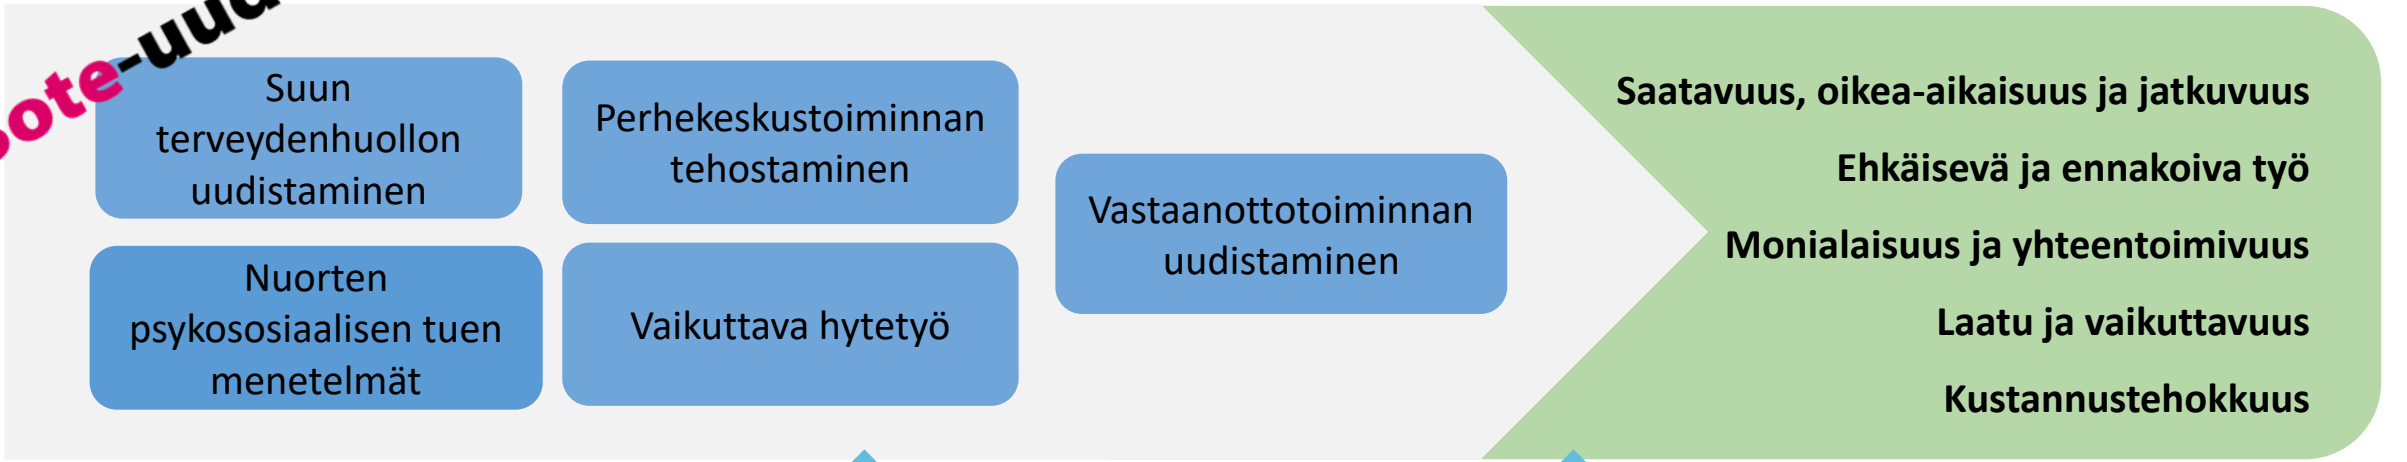 ote-uud
Suun
terveydenhuollon
uudistaminen
Nuorten
psykososiaalisen tuen
menetelmät
Perhekeskustoiminnan
tehostaminen
Vaikuttava hytetyö
Vastaanottotoiminnan
uudistaminen
Saatavuus, oikea-aikaisuus ja jatkuvuus
Ehkäisevä ja ennakoiva työ
Monialaisuus ja yhteentoimivuus
Laatu ja vaikuttavuus
Kustannustehokkuus